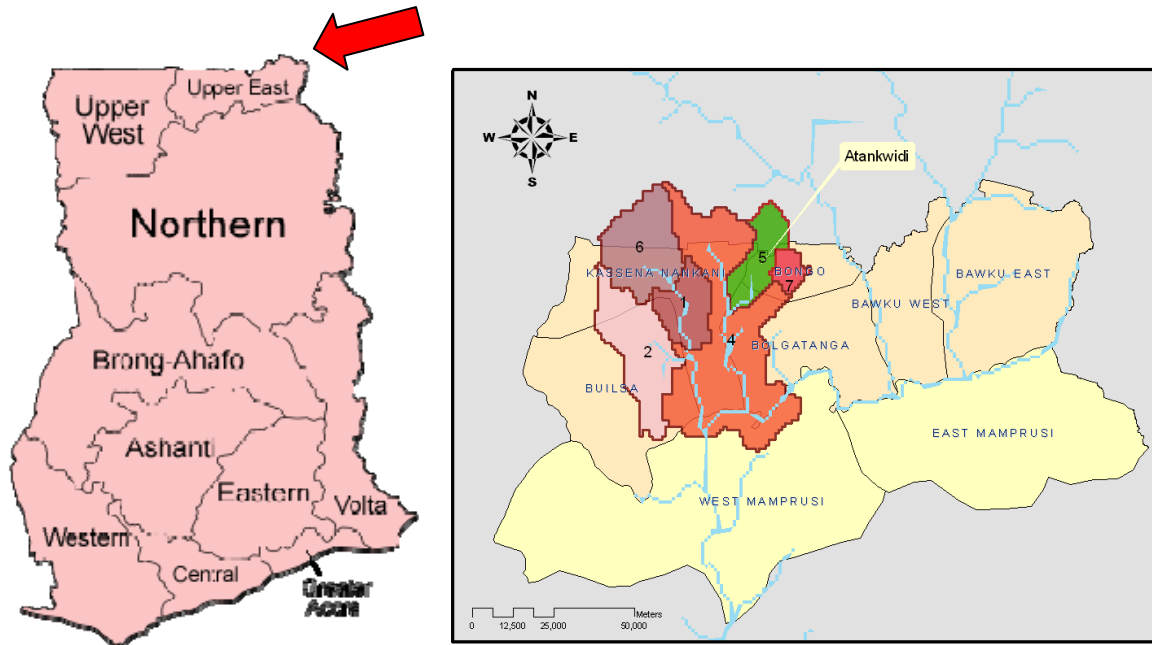 Upper East
Upper
West
Northern
Brong-Ahafo
Ashanti
Eastern
Volta
Western
Central
Greater
Accra
N
W E
S
Atankwidi
6
5
KASSENA NANKANI
BONGO
7
BAWKU EAST
1
BAWKU WEST
4
2
BOLGATANGA
BUILSA
EAST MAMPRUSI
WEST MAMPRUSI
Meters
0 12,500 25,000 50,000